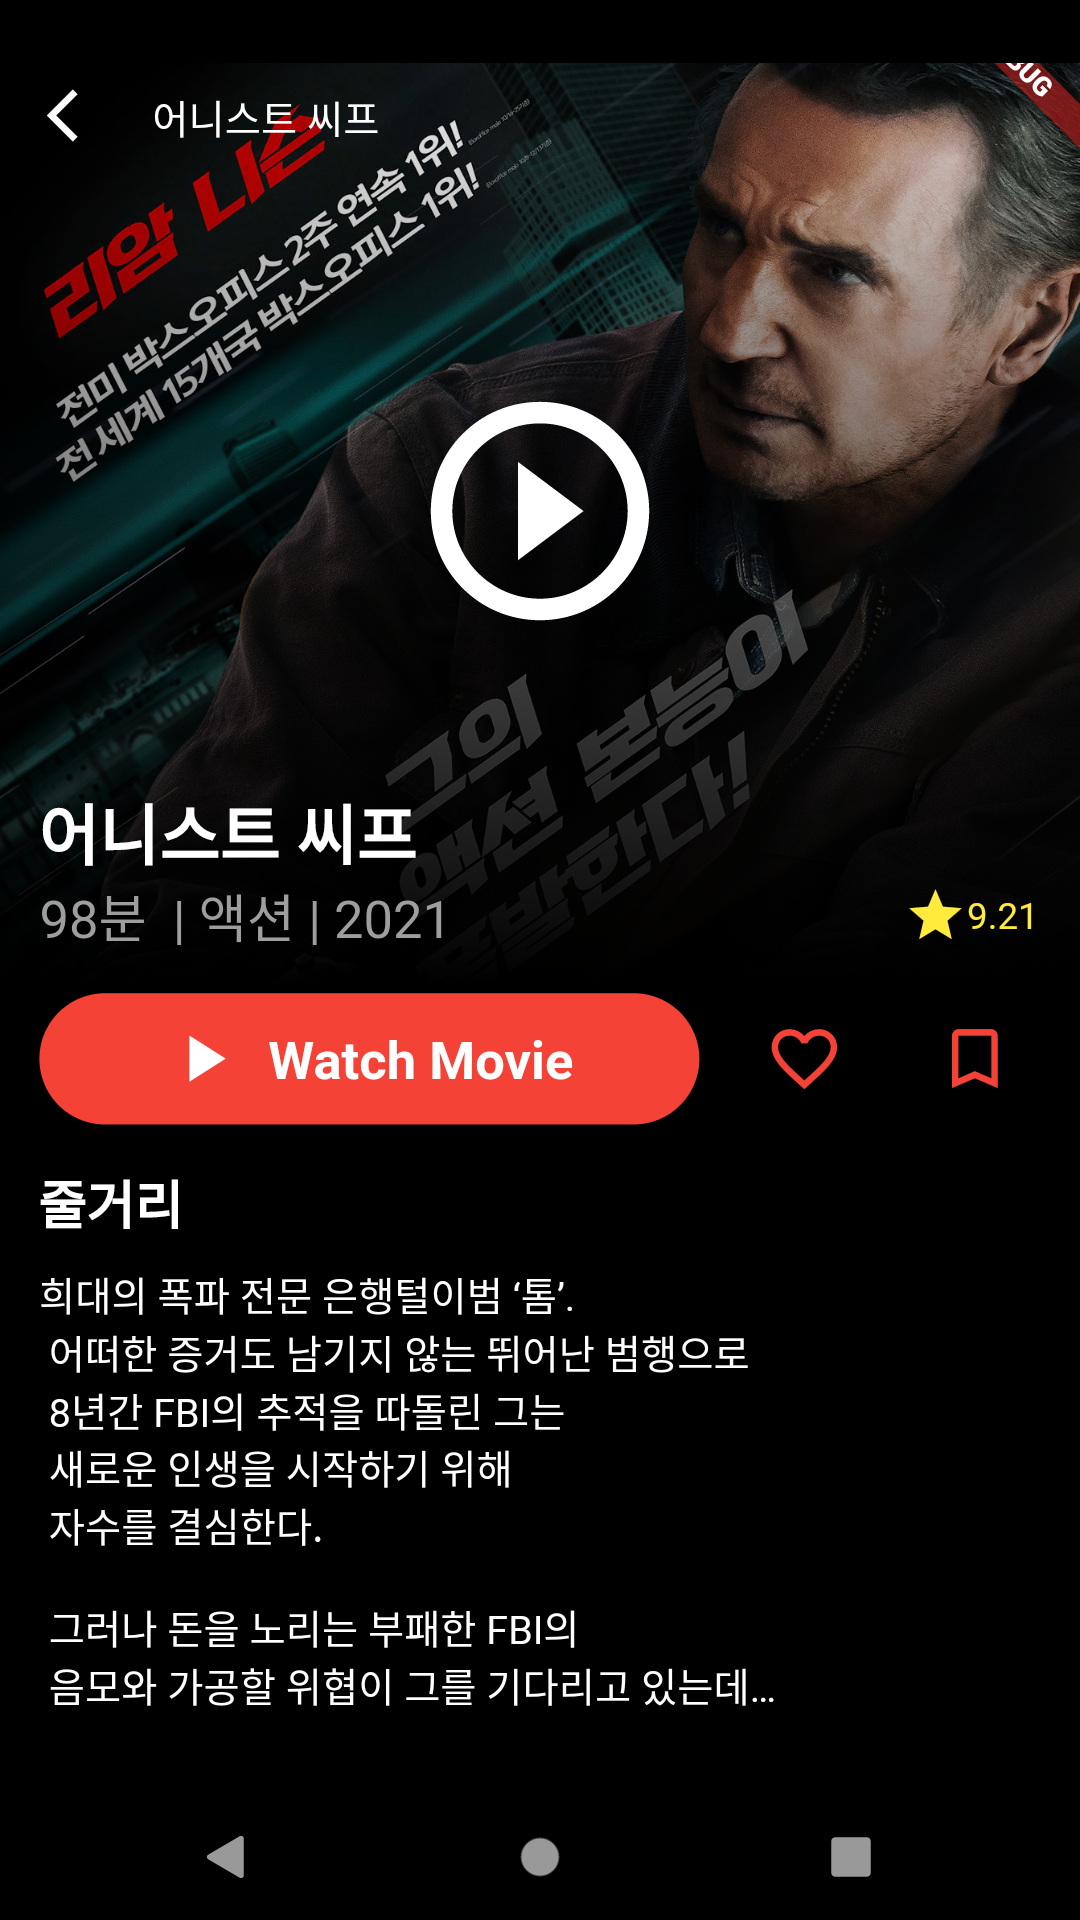 어니스트 씨프
BUG
리암 니슨
전미 박스오피스 2주 연속 1위!
전 세계 15개국 박스오피스 1위!
그의
액션 본능이
폭발한다!
어니스트 씨프
98분 | 액션 | 2021
9.21
Watch Movie
줄거리
희대의 폭파 전문 은행털이범 ‘톰’.
어떠한 증거도 남기지 않는 뛰어난 범행으로
8년간 FBI의 추적을 따돌린 그는
새로운 인생을 시작하기 위해
자수를 결심한다.
그러나 돈을 노리는 부패한 FBI의
음모와 가공할 위협이 그를 기다리고 있는데…